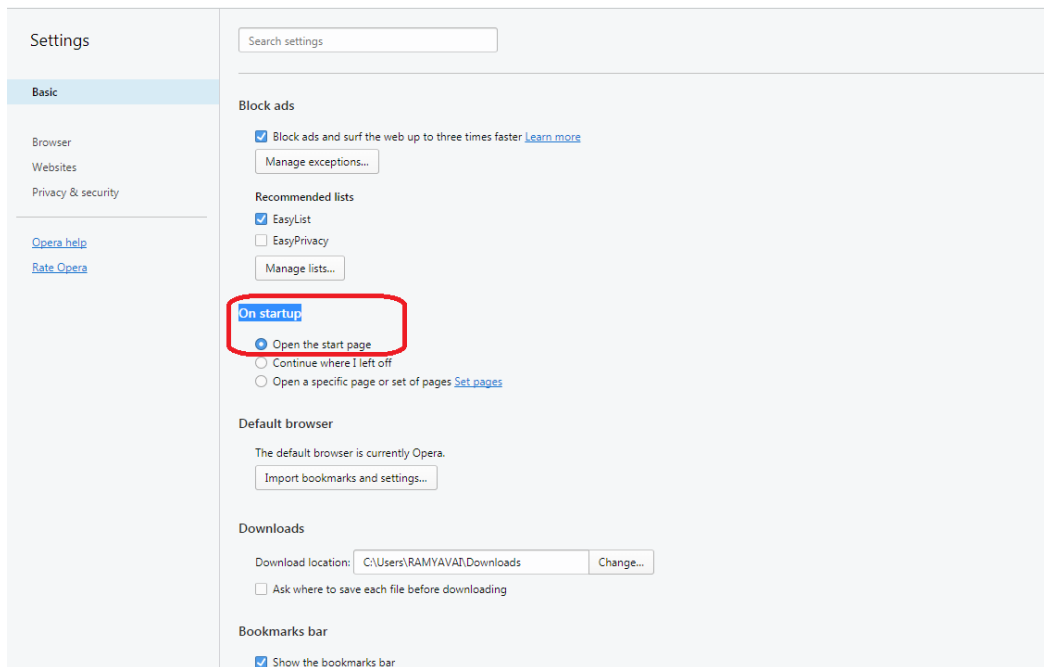 Settings
Search settings
Basic
Browser
Websites
Privacy & security
Opera help
Rate Opera
Block ads
Block ads and surf the web up to three times faster Learn more
Manage exceptions...
Recommended lists
EasyList
EasyPrivacy
Manage lists...
On startup
Open the start page
Continue where I left off
Open a specific page or set of pages Set pages
Default browser
The default browser is currently Opera.
Import bookmarks and settings...
Downloads
Download location: C:\Users\RAMYAVAI\Downloads Change...
Ask where to save each file before downloading
Bookmarks bar
Show the bookmarks bar